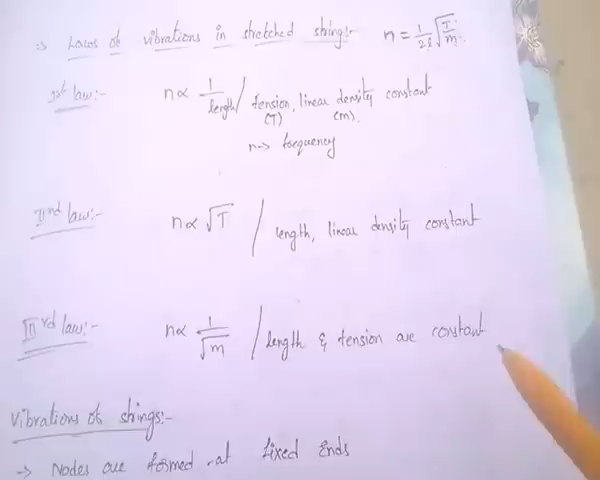 ⇒ Laws of vibrations in stretched string:- n = 1/2l √T/m.
1st law:- n ∝ 1/length / tension, linear density constant
(T) (m).
n → frequency
IInd law:- n ∝ √T / length, linear density constant
IIIrd law:- n ∝ 1/√m / length & tension are constant
Vibrations of strings:-
→ Nodes are formed at fixed Ends